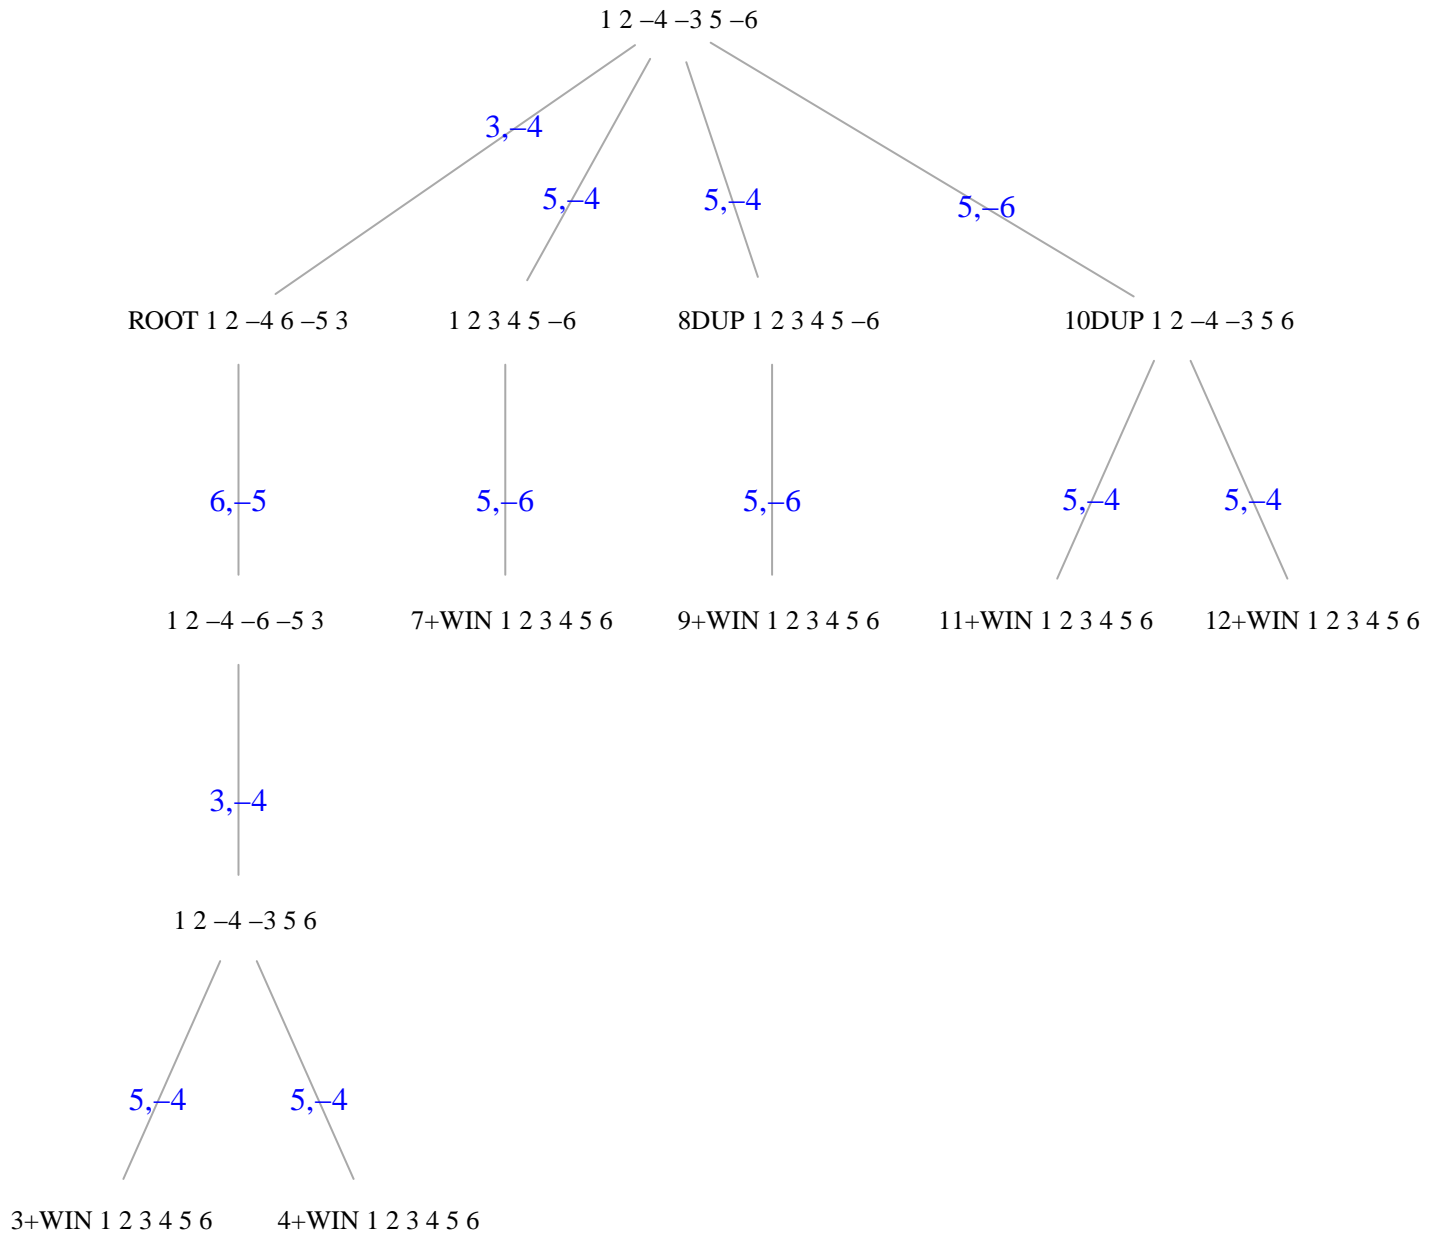 1 2 –4 –3 5 –6
3,–4
5,–4
5,–4
5,–6
ROOT 1 2 –4 6 –5 3
1 2 3 4 5 –6
8DUP 1 2 3 4 5 –6
10DUP 1 2 –4 –3 5 6
6,–5
5,–6
5,–6
5,–4
5,–4
1 2 –4 –6 –5 3
7+WIN 1 2 3 4 5 6
9+WIN 1 2 3 4 5 6
11+WIN 1 2 3 4 5 6
12+WIN 1 2 3 4 5 6
3,–4
1 2 –4 –3 5 6
5,–4
5,–4
3+WIN 1 2 3 4 5 6
4+WIN 1 2 3 4 5 6